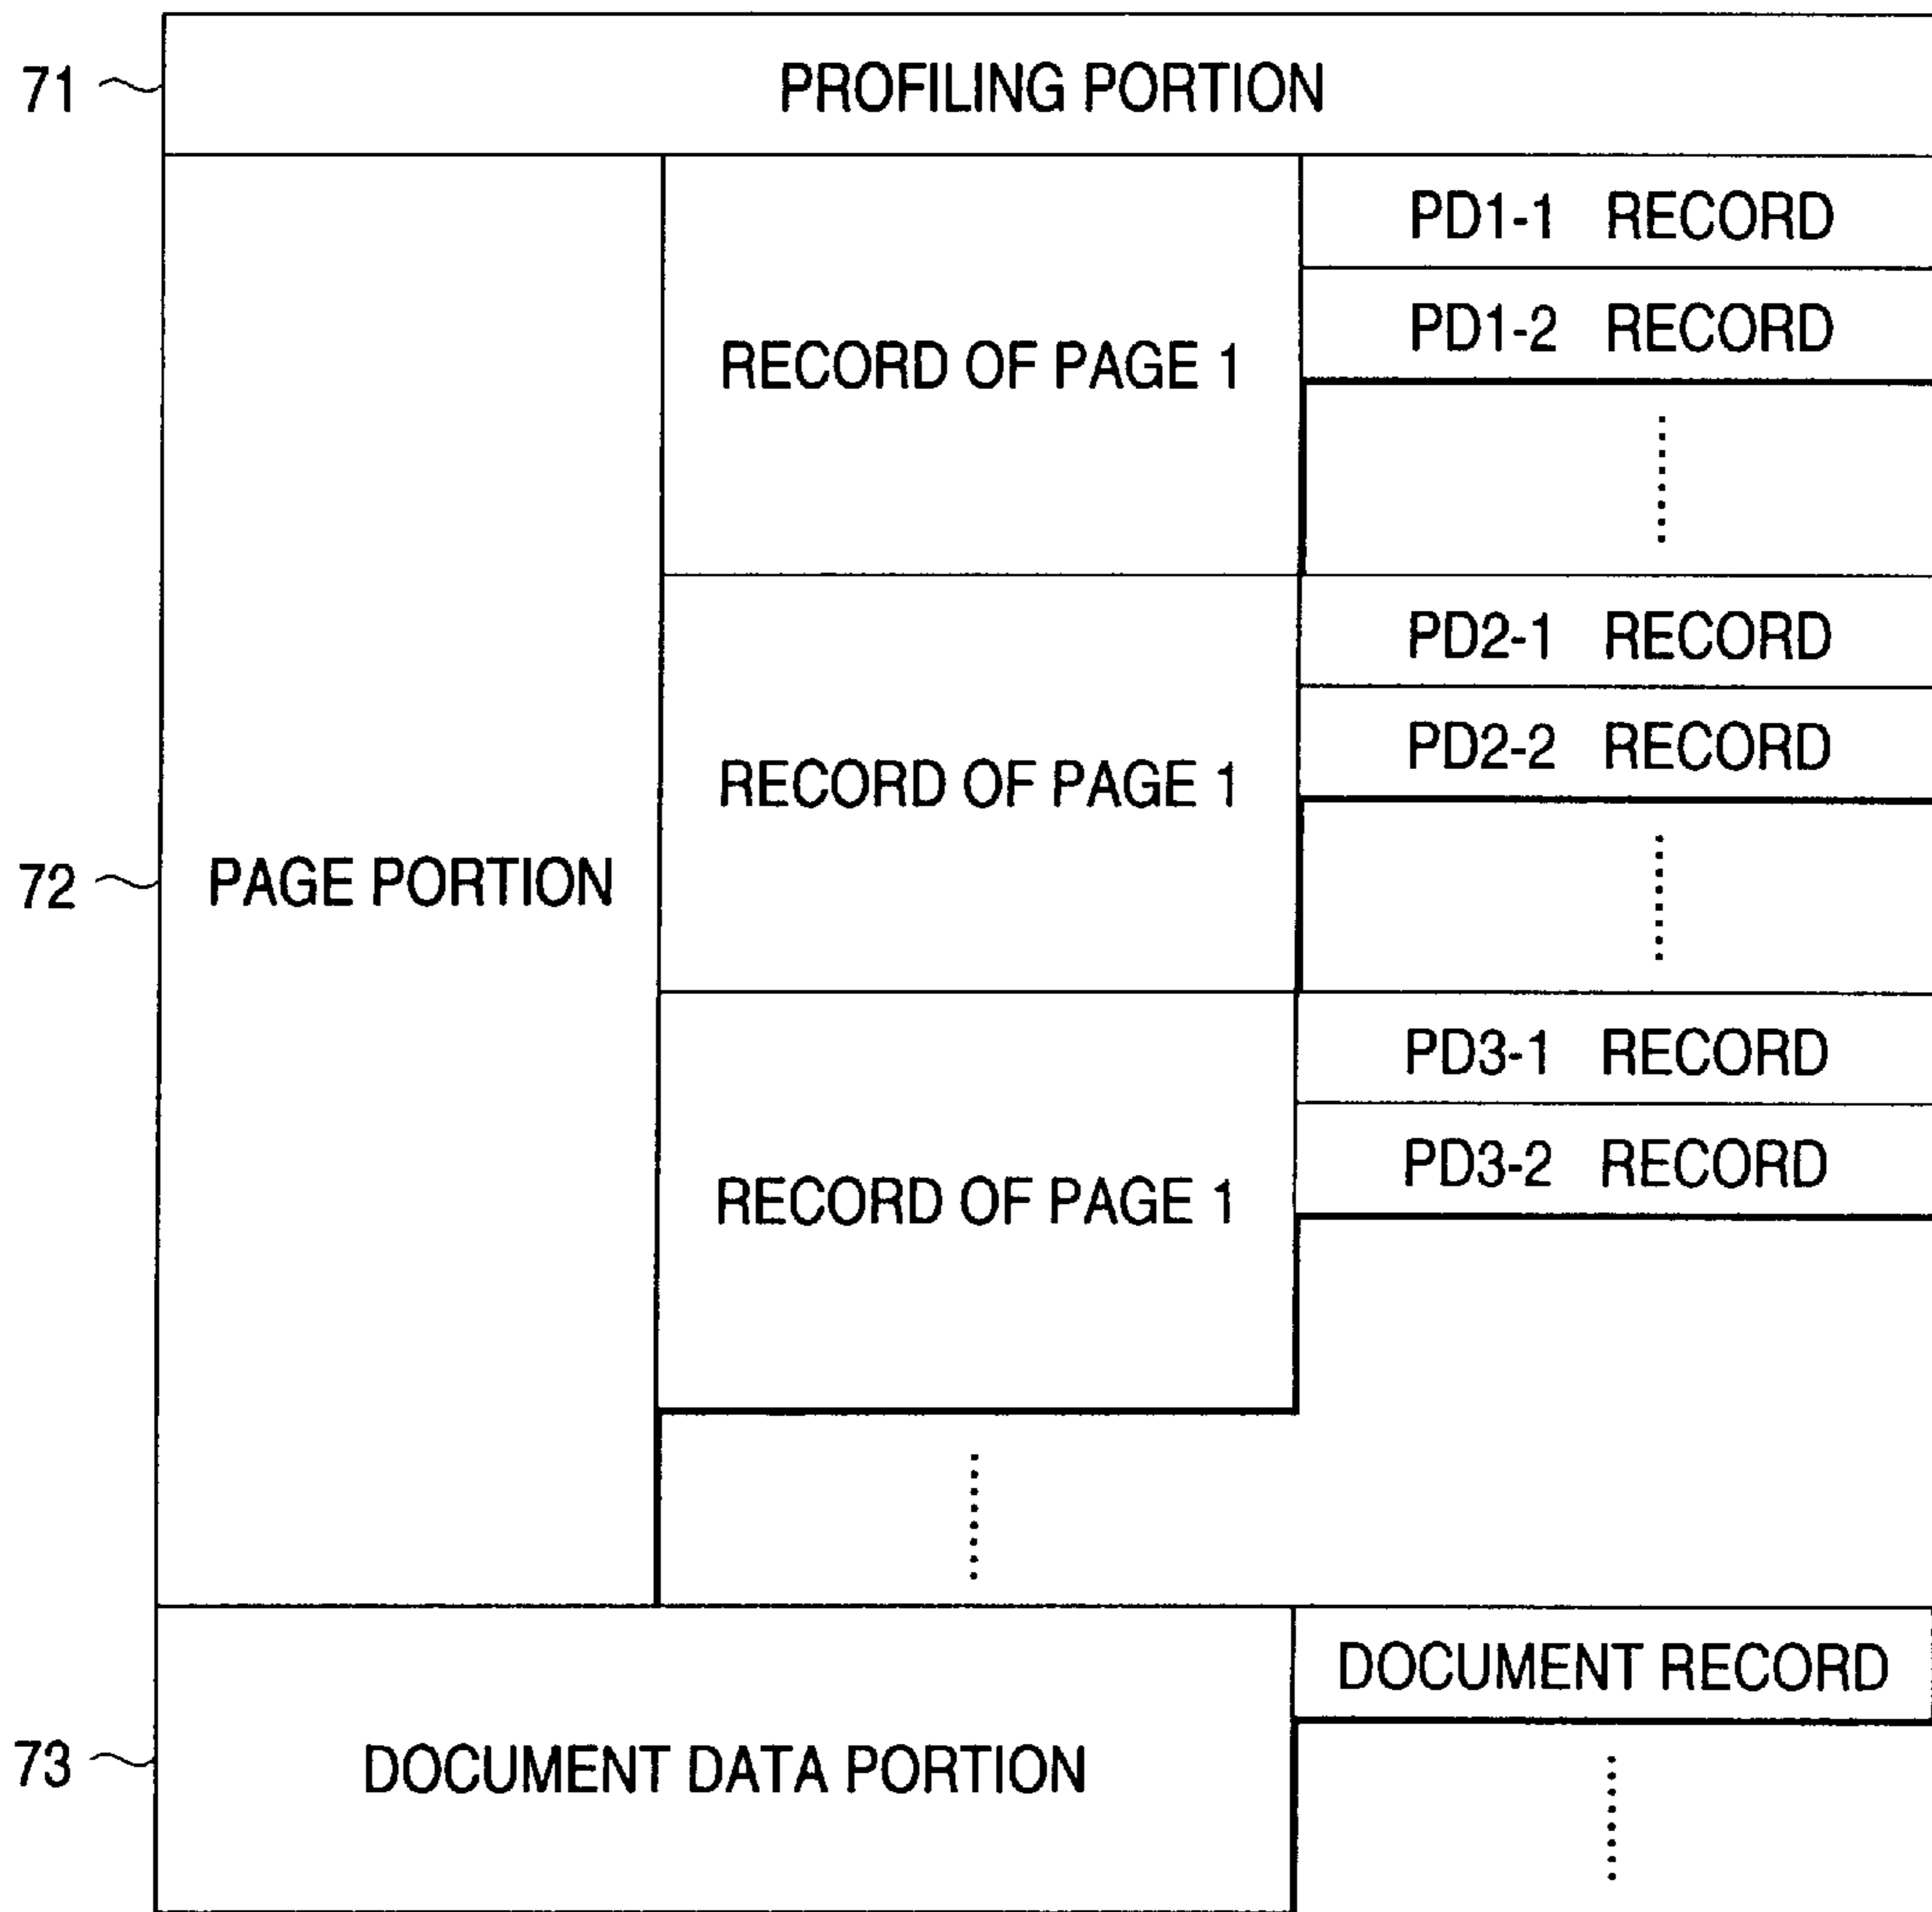 71
PROFILING PORTION
PD1-1 RECORD
PD1-2 RECORD
RECORD OF PAGE 1
PD2-1 RECORD
PD2-2 RECORD
RECORD OF PAGE 1
72
PAGE PORTION
PD3-1 RECORD
PD3-2 RECORD
RECORD OF PAGE 1
DOCUMENT RECORD
73
DOCUMENT DATA PORTION